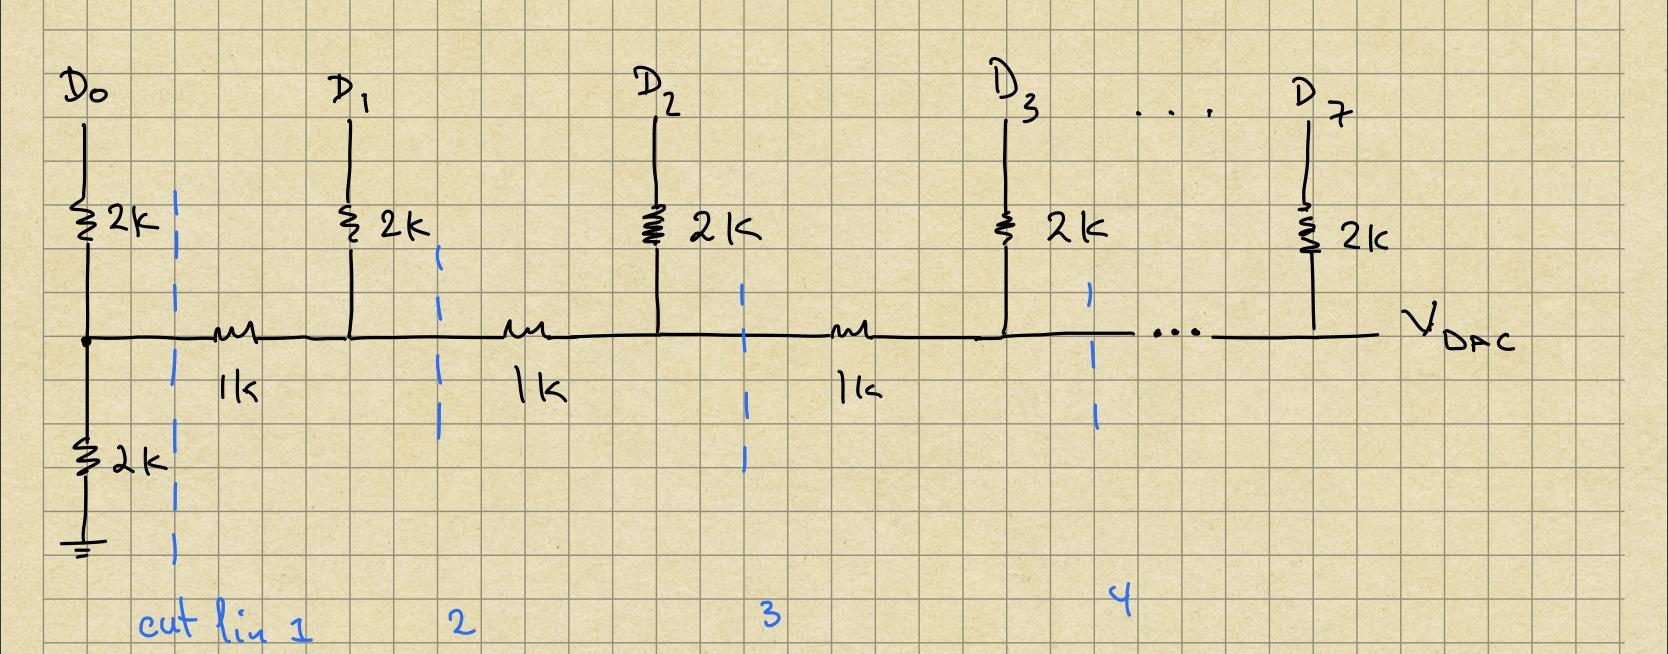 D0 D1 D2 D3 . . . . D7
2k 2k 2k 2k 2k
... VDAC
1k 1k 1k
2k
cut lin 1 2 3 4